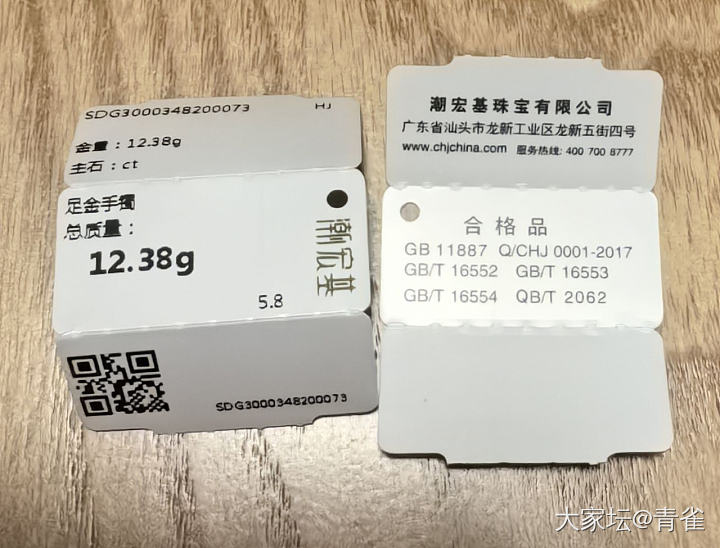 SDG3000348200073 HJ
金量：12.38g
主石：ct
足金手镯
总质量：
12.38g
5.8
潮宏基
SDG3000348200073
潮宏基珠宝有限公司
广东省汕头市龙新工业区龙新五街四号
www.chjchina.com 服务热线: 400 700 8777
合格品
GB 11887 Q/CHJ 0001-2017
GB/T 16552 GB/T 16553
GB/T 16554 QB/T 2062
大家坛@青雀